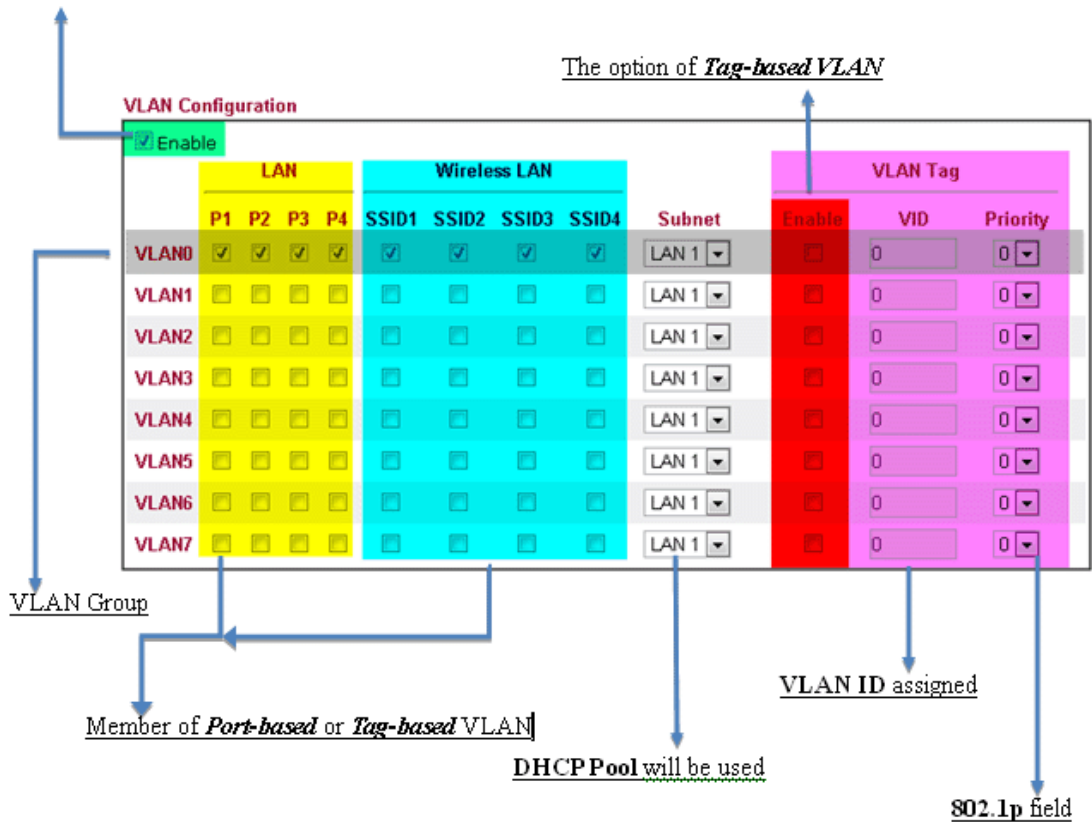 The option of Tag-based VLAN
VLAN Configuration
Enable
LAN Wireless LAN VLAN Tag
P1 P2 P3 P4 SSID1 SSID2 SSID3 SSID4 Subnet Enable VID Priority
VLAN0 LAN 1 0 0
VLAN1 LAN 1 0 0
VLAN2 LAN 1 0 0
VLAN3 LAN 1 0 0
VLAN4 LAN 1 0 0
VLAN5 LAN 1 0 0
VLAN6 LAN 1 0 0
VLAN7 LAN 1 0 0
VLAN Group
VLAN ID assigned
Member of Port-based or Tag-based VLAN
DHCP Pool will be used
802.1p field